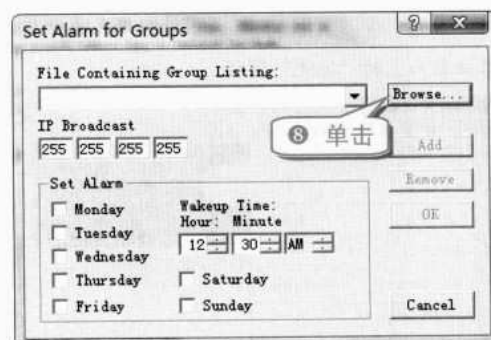 Set Alarm for Groups
File Containing Group Listing:
Browse...
IP Broadcast
255 255 255 255
❽ 单击
Add
Remove
OK
Set Alarm
Monday
Tuesday
Wednesday
Thursday
Friday
Wakeup Time:
Hour: Minute
12 30 AM
Saturday
Sunday
Cancel